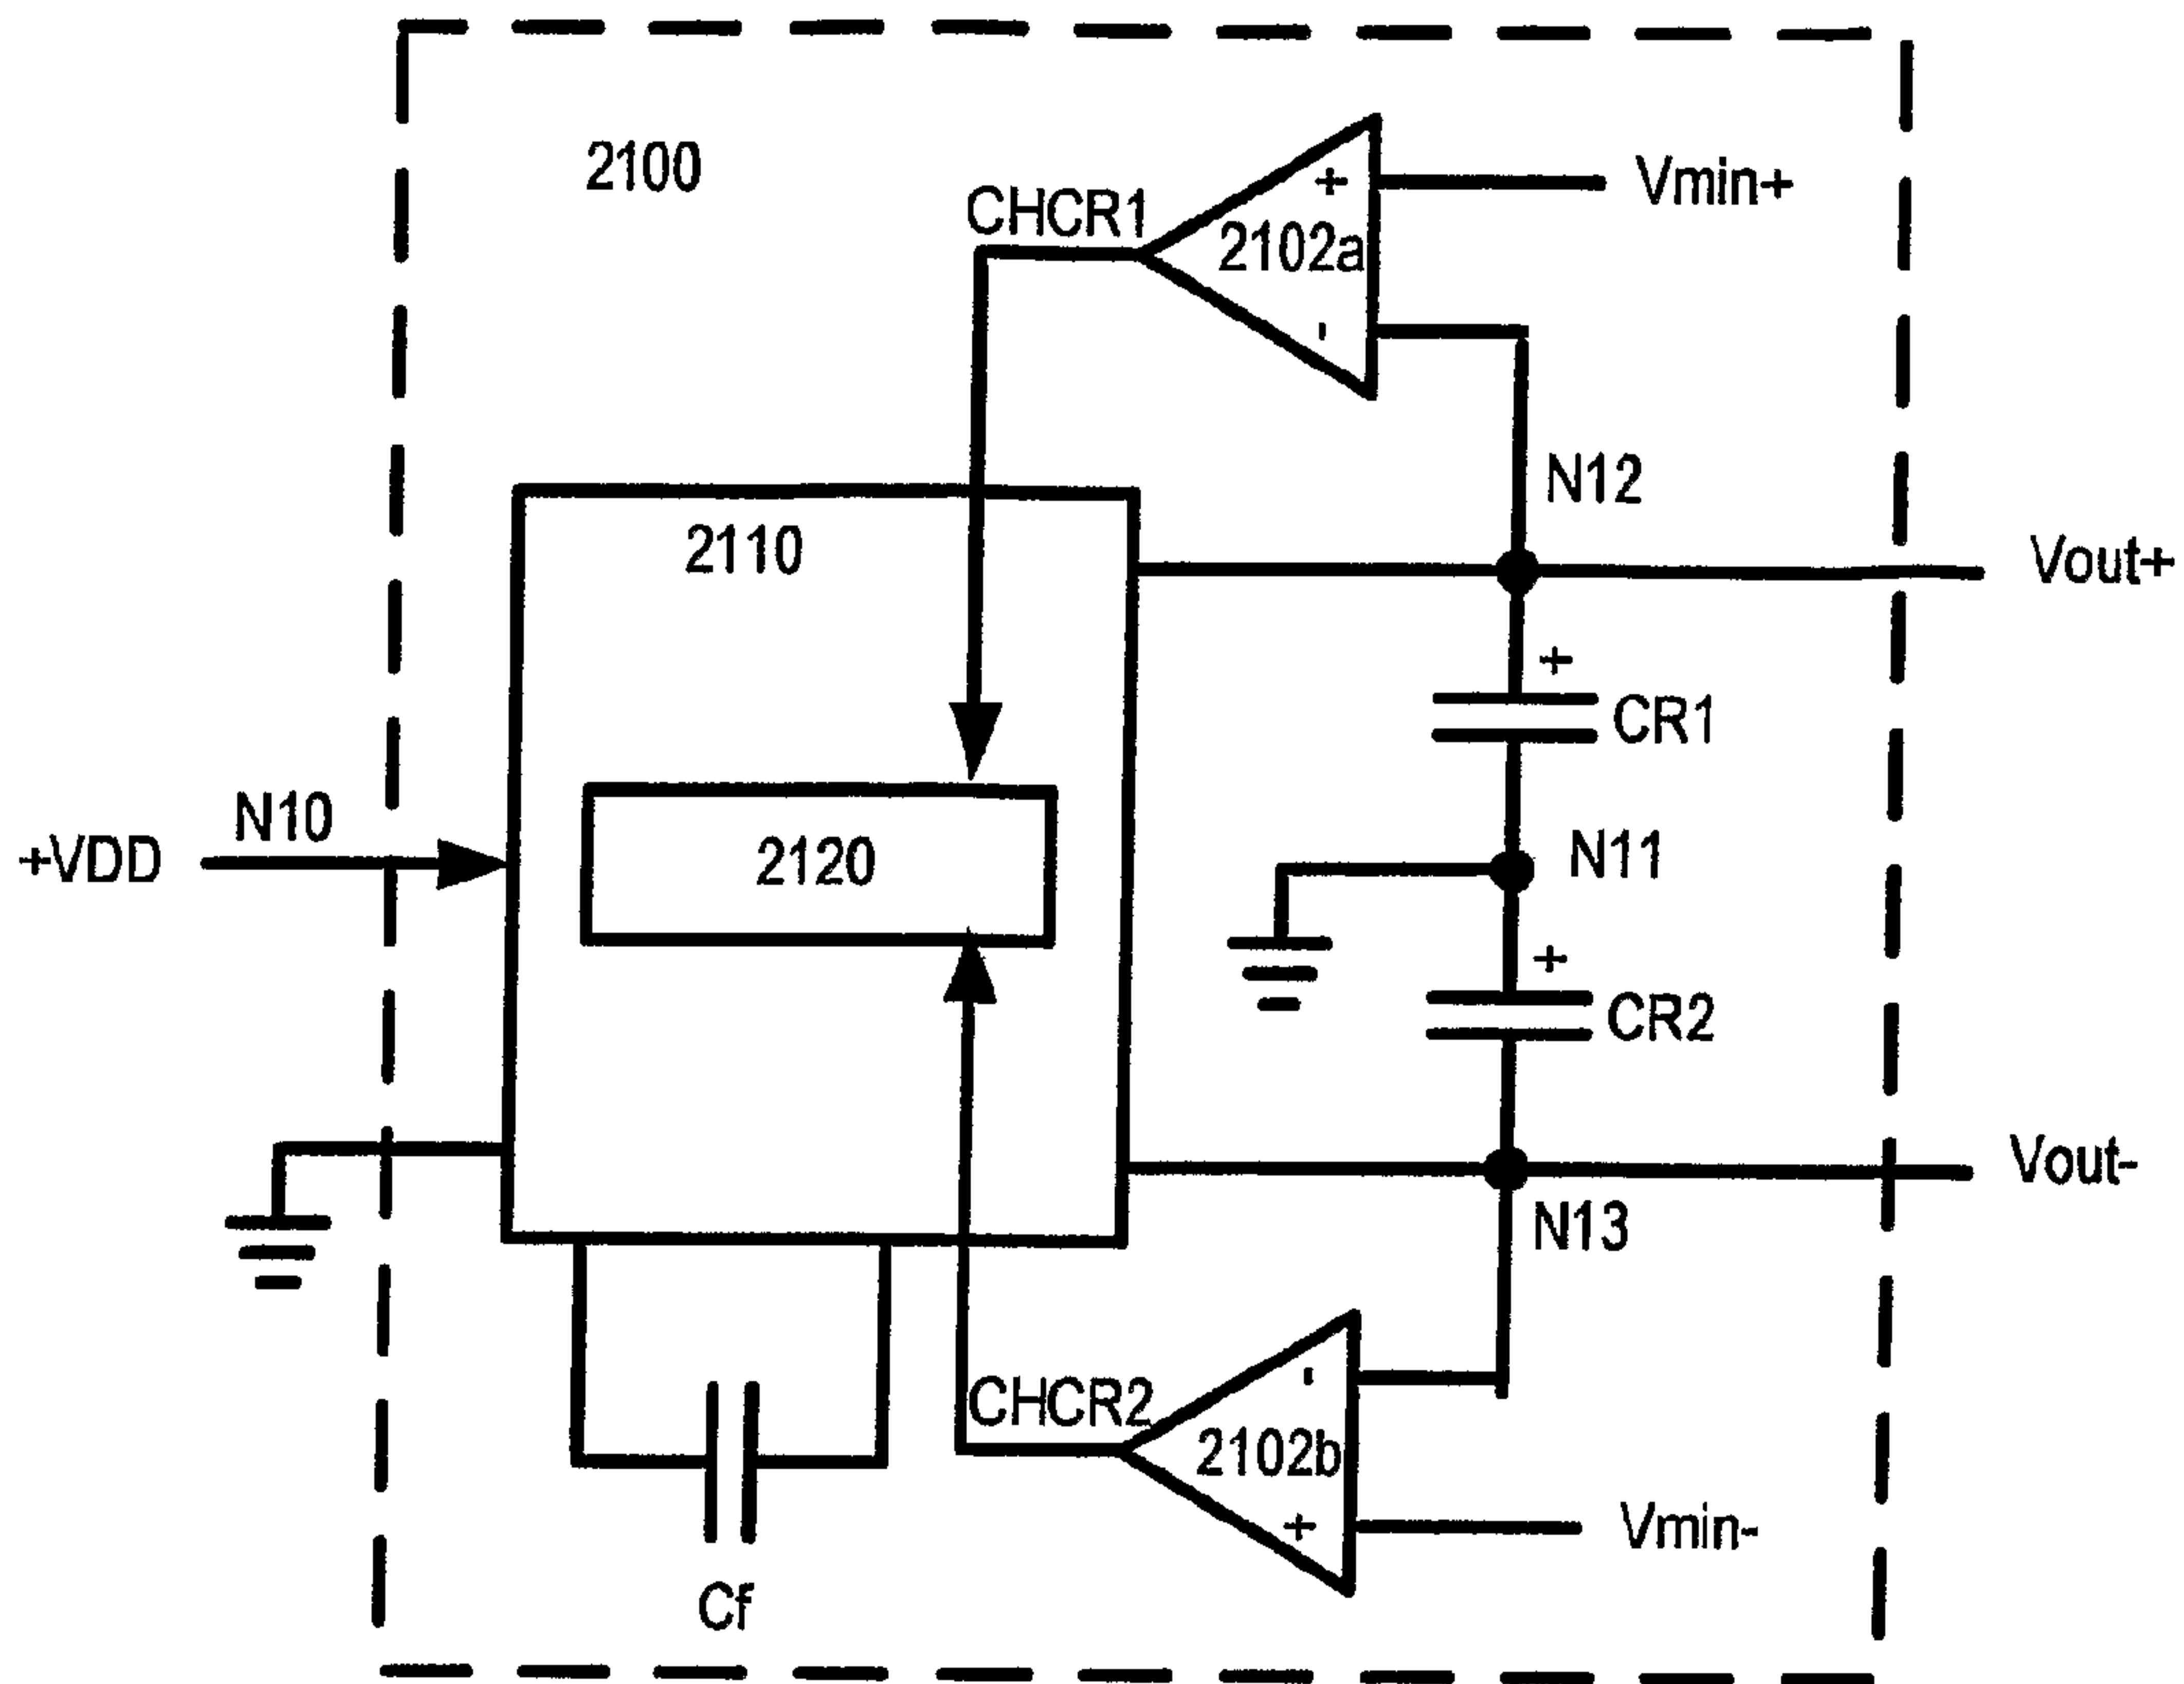 2100
CHCR1
+
2102a
-
Vmin+
N12
2110
Vout+
+
CR1
N10
+VDD
2120
N11
+
CR2
Vout-
N13
CHCR2
-
2102b
+
Vmin-
Cf